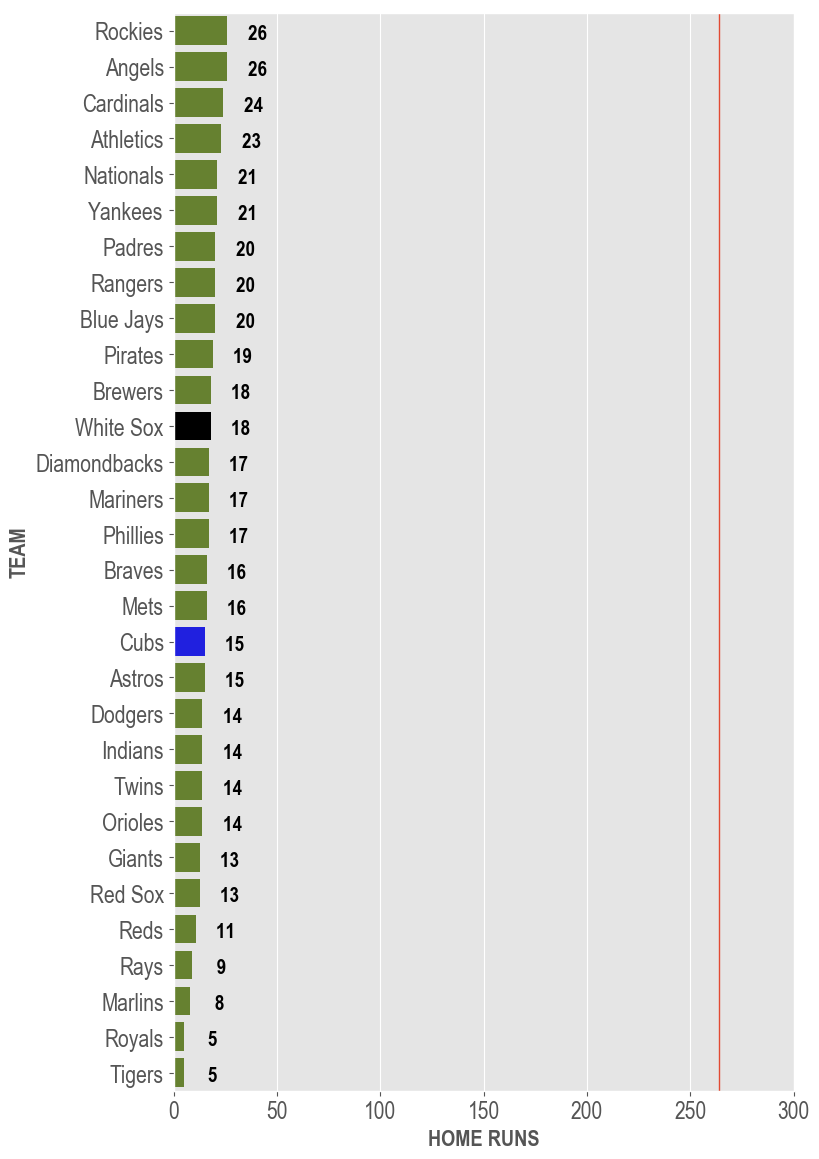 Rockies 26
Angels 26
Cardinals 24
Athletics 23
Nationals 21
Yankees 21
Padres 20
Rangers 20
Blue Jays 20
Pirates 19
Brewers 18
White Sox 18
Diamondbacks 17
Mariners 17
Phillies 17
Braves 16
Mets 16
Cubs 15
Astros 15
Dodgers 14
Indians 14
Twins 14
Orioles 14
Giants 13
Red Sox 13
Reds 11
Rays 9
Marlins 8
Royals 5
Tigers 5
TEAM
0 50 100 150 200 250 300
HOME RUNS